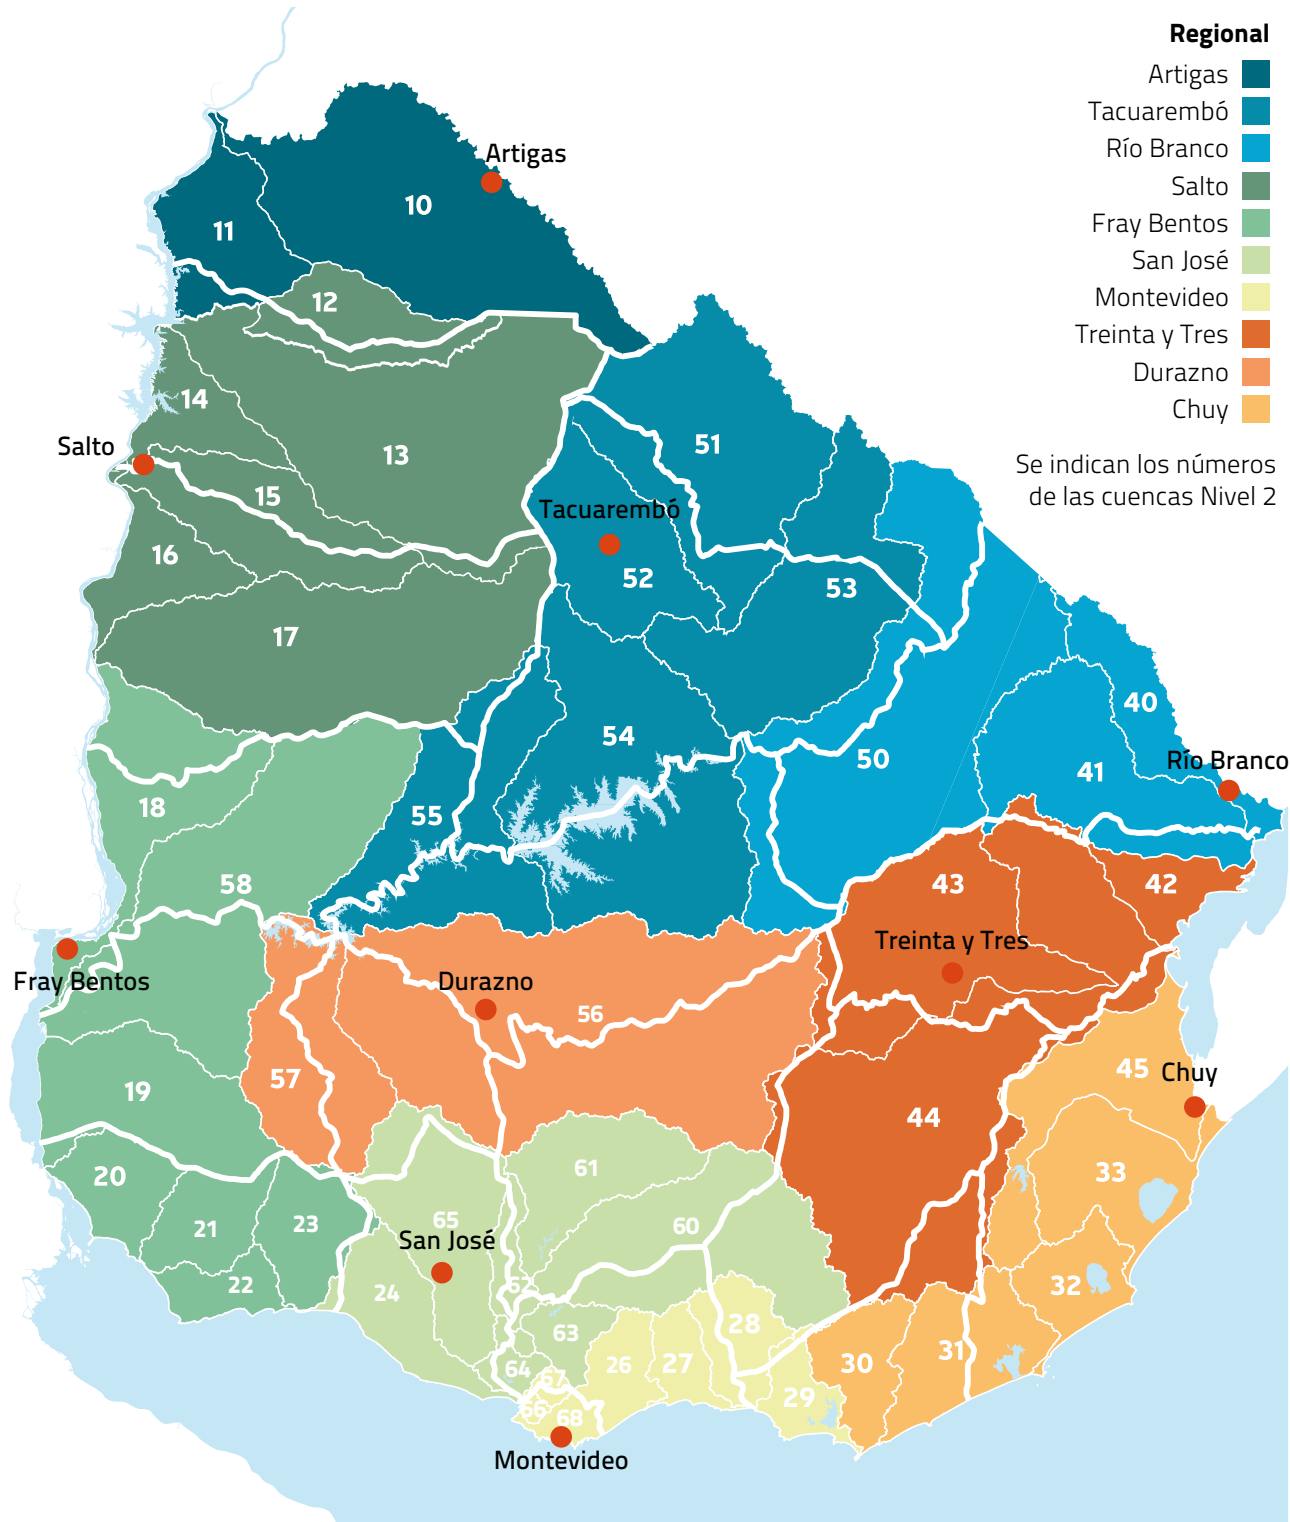 Regional
Artigas
Tacuarembó
Río Branco
Salto
Fray Bentos
San José
Montevideo
Treinta y Tres
Durazno
Chuy
Se indican los números
de las cuencas Nivel 2
Artigas
10
11
12
14
13
51
Salto
15
Tacuarembó
16
52
53
17
40
54
50
Río Branco
41
18
55
58
43
42
Treinta y Tres
Fray Bentos
Durazno
56
45
Chuy
57
19
44
61
33
20
65
60
21
23
San José
22
62
32
24
28
63
31
26
27
30
64
67
29
66
68
Montevideo